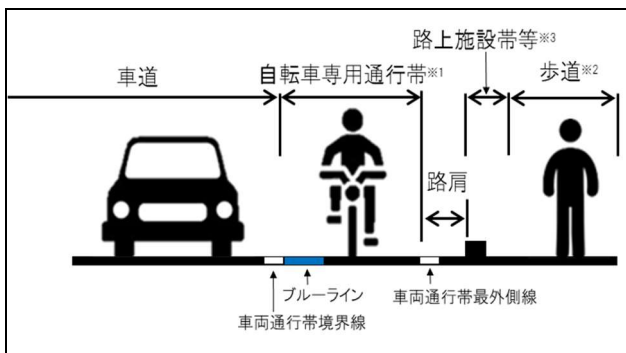 路上施設帯等※3
車道
自転車専用通行帯※1
歩道※2
路肩
ブルーライン
車両通行帯境界線
車両通行帯最外側線